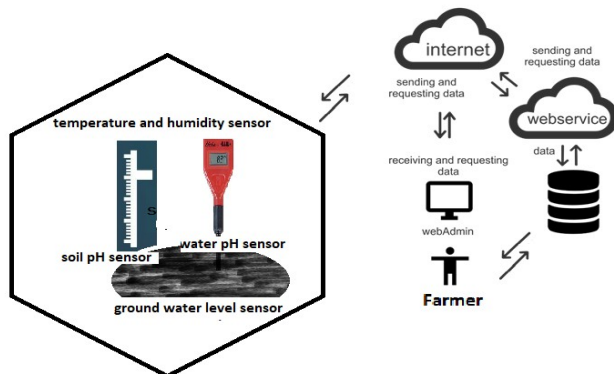 internet
sending and
requesting data
sending and
requesting data
webservice
data
receiving and requesting
data
webAdmin
Farmer
temperature and humidity sensor
S
water pH sensor
soil pH sensor
ground water level sensor